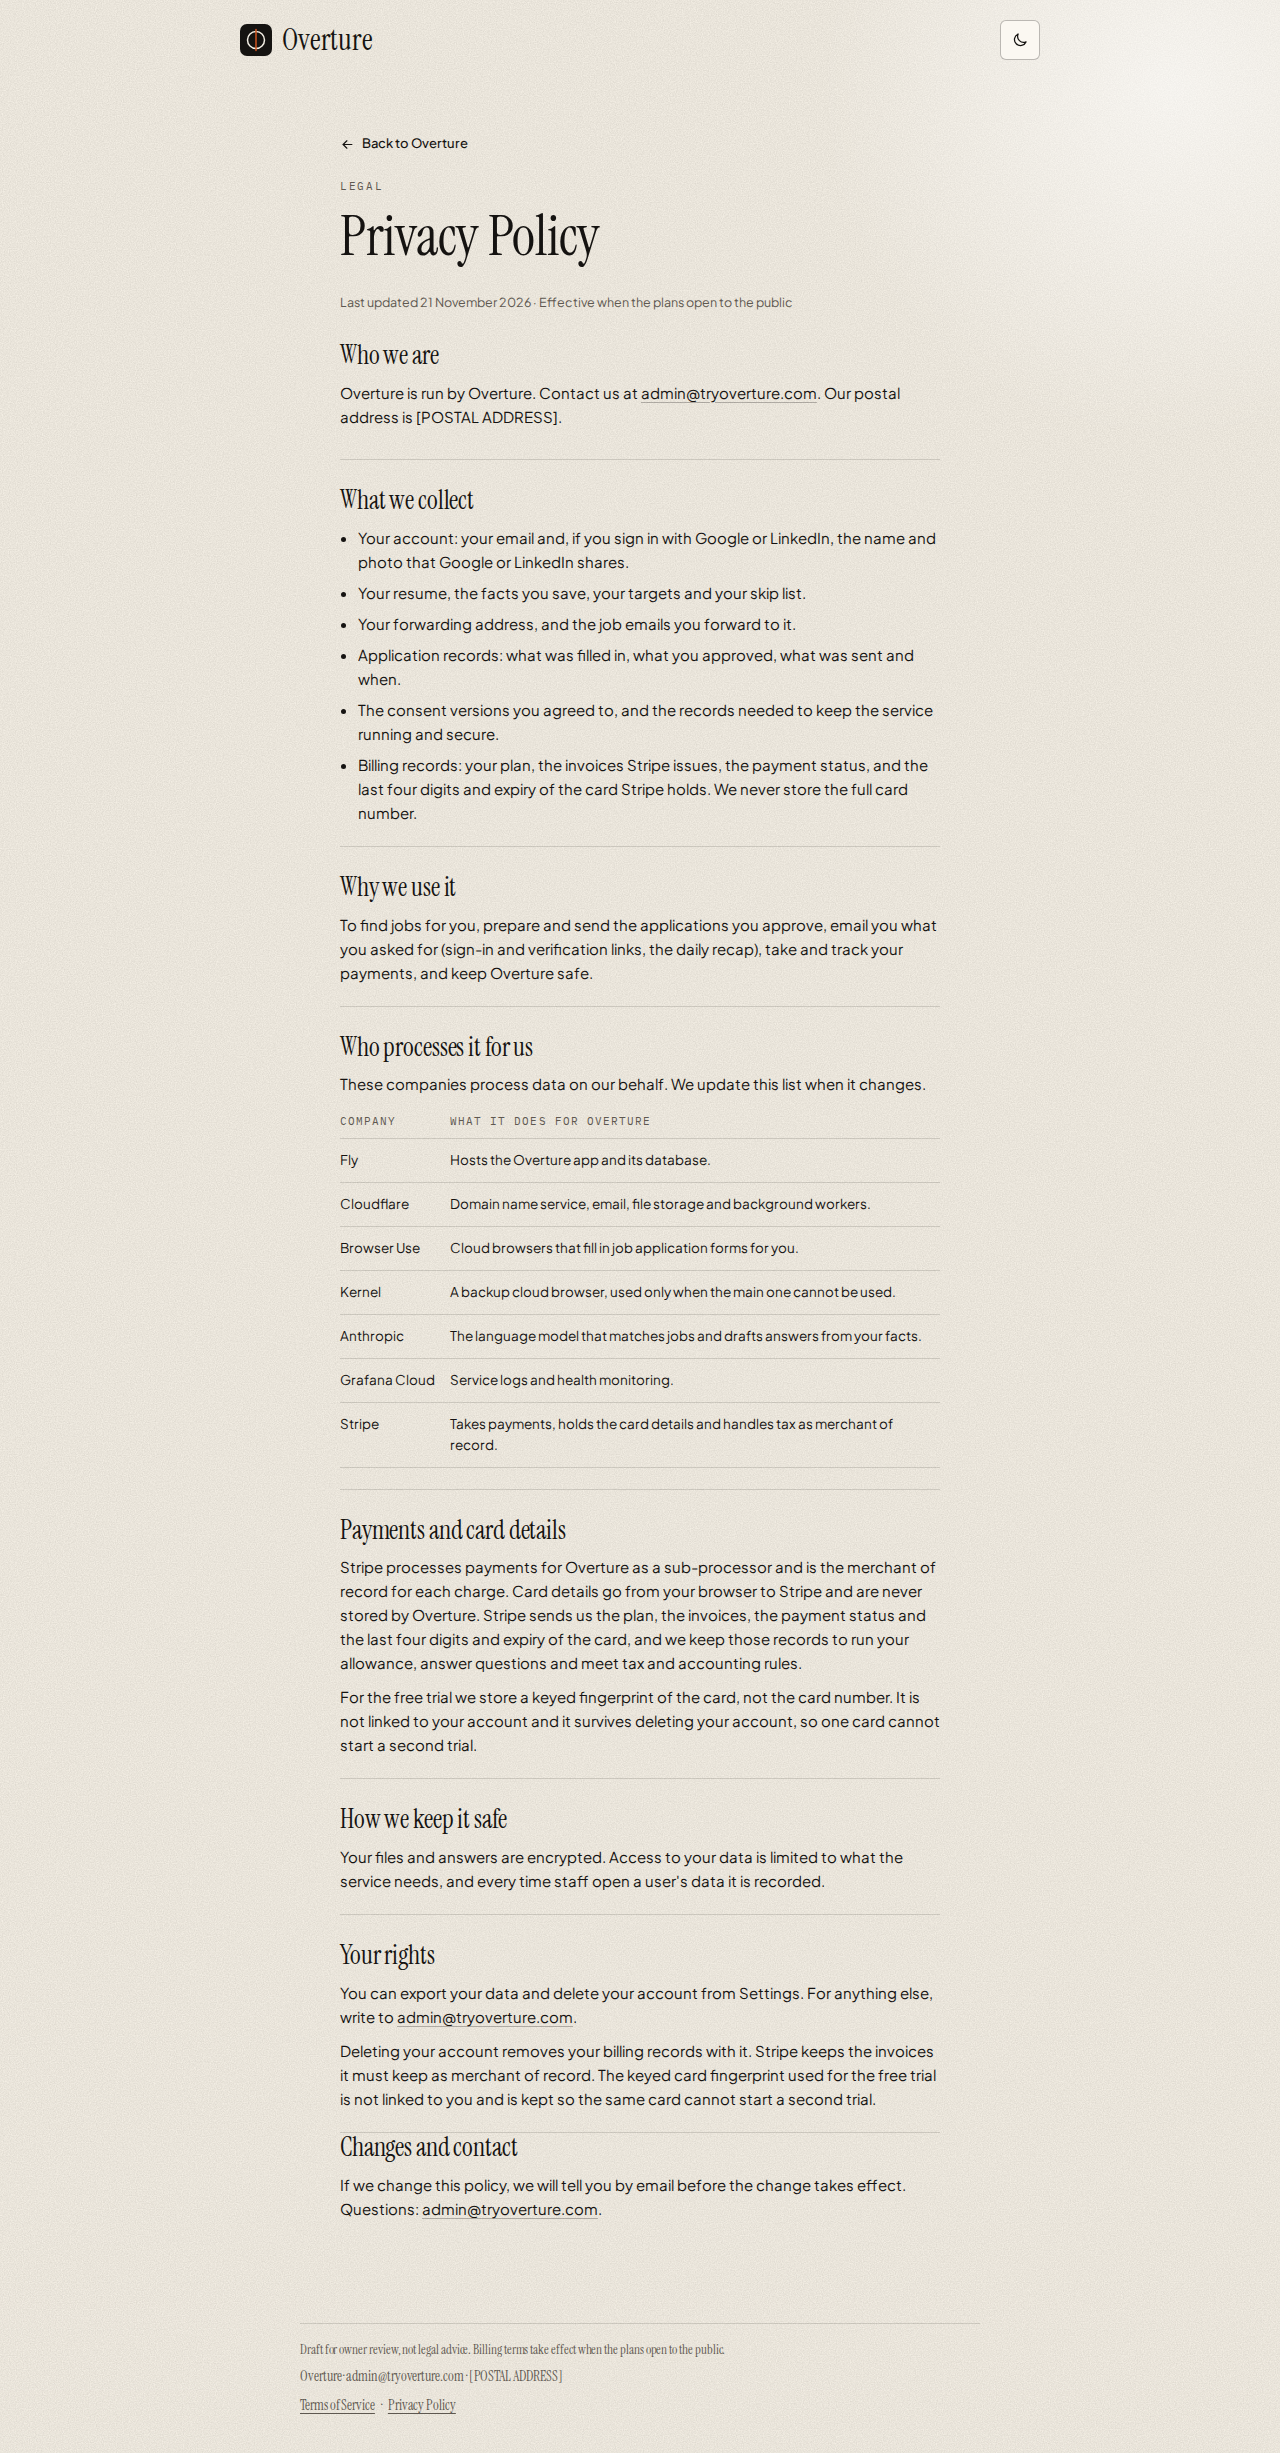 Overture
Back to Overture
LEGAL
Privacy Policy
Last updated 21 November 2026 · Effective when the plans open to the public
Who we are
Overture is run by Overture. Contact us at admin@tryoverture.com. Our postal
address is [POSTAL ADDRESS].
What we collect
• Your account: your email and, if you sign in with Google or LinkedIn, the name and
photo that Google or LinkedIn shares.
• Your resume, the facts you save, your targets and your skip list.
• Your forwarding address, and the job emails you forward to it.
• Application records: what was filled in, what you approved, what was sent and
when.
• The consent versions you agreed to, and the records needed to keep the service
running and secure.
• Billing records: your plan, the invoices Stripe issues, the payment status, and the
last four digits and expiry of the card Stripe holds. We never store the full card
number.
Why we use it
To find jobs for you, prepare and send the applications you approve, email you what
you asked for (sign-in and verification links, the daily recap), take and track your
payments, and keep Overture safe.
Who processes it for us
These companies process data on our behalf. We update this list when it changes.
COMPANY WHAT IT DOES FOR OVERTURE
Fly Hosts the Overture app and its database.
Cloudflare Domain name service, email, file storage and background workers.
Browser Use Cloud browsers that fill in job application forms for you.
Kernel A backup cloud browser, used only when the main one cannot be used.
Anthropic The language model that matches jobs and drafts answers from your facts.
Grafana Cloud Service logs and health monitoring.
Stripe Takes payments, holds the card details and handles tax as merchant of
record.
Payments and card details
Stripe processes payments for Overture as a sub-processor and is the merchant of
record for each charge. Card details go from your browser to Stripe and are never
stored by Overture. Stripe sends us the plan, the invoices, the payment status and
the last four digits and expiry of the card, and we keep those records to run your
allowance, answer questions and meet tax and accounting rules.
For the free trial we store a keyed fingerprint of the card, not the card number. It is
not linked to your account and it survives deleting your account, so one card cannot
start a second trial.
How we keep it safe
Your files and answers are encrypted. Access to your data is limited to what the
service needs, and every time staff open a user's data it is recorded.
Your rights
You can export your data and delete your account from Settings. For anything else,
write to admin@tryoverture.com.
Deleting your account removes your billing records with it. Stripe keeps the invoices
it must keep as merchant of record. The keyed card fingerprint used for the free trial
is not linked to you and is kept so the same card cannot start a second trial.
Changes and contact
If we change this policy, we will tell you by email before the change takes effect.
Questions: admin@tryoverture.com.
Draft for owner review, not legal advice. Billing terms take effect when the plans open to the public.
Overture · admin@tryoverture.com · [POSTAL ADDRESS]
Terms of Service · Privacy Policy